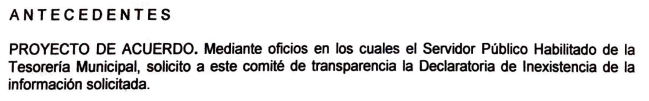 ANTECEDENTES
PROYECTO DE ACUERDO. Mediante oficios en los cuales el Servidor Público Habilitado de la
Tesorería Municipal, solicito a este comité de transparencia la Declaratoria de Inexistencia de la
información solicitada.